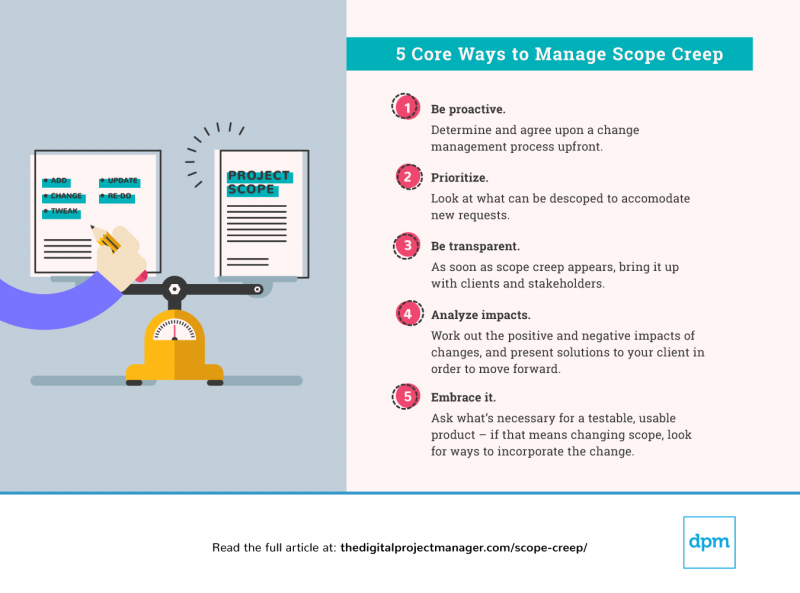 5 Core Ways to Manage Scope Creep
1
Be proactive.
Determine and agree upon a change
management process upfront.
2
Prioritize.
Look at what can be descoped to accomodate
new requests.
3
Be transparent.
As soon as scope creep appears, bring it up
with clients and stakeholders.
4
Analyze impacts.
Work out the positive and negative impacts of
changes, and present solutions to your client in
order to move forward.
5
Embrace it.
Ask what's necessary for a testable, usable
product – if that means changing scope, look
for ways to incorporate the change.
• ADD
• UPDATE
• CHANGE
• RE-DO
• TWEAK
PROJECT
SCOPE
Read the full article at: thedigitalprojectmanager.com/scope-creep/
dpm